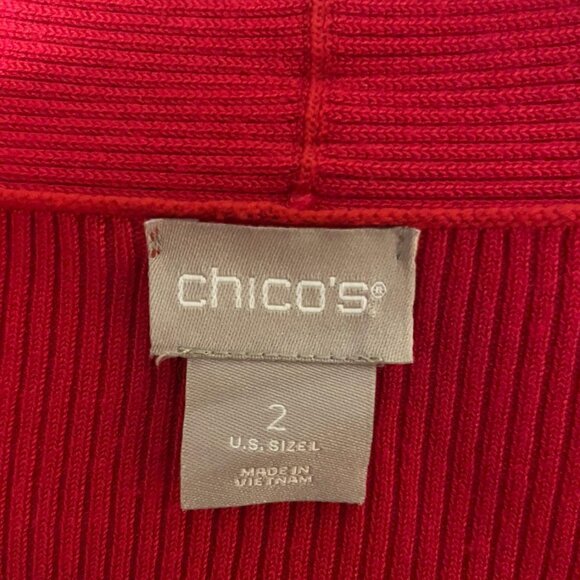 chico's®
2
U.S. SIZE L
MADE IN
VIETNAM